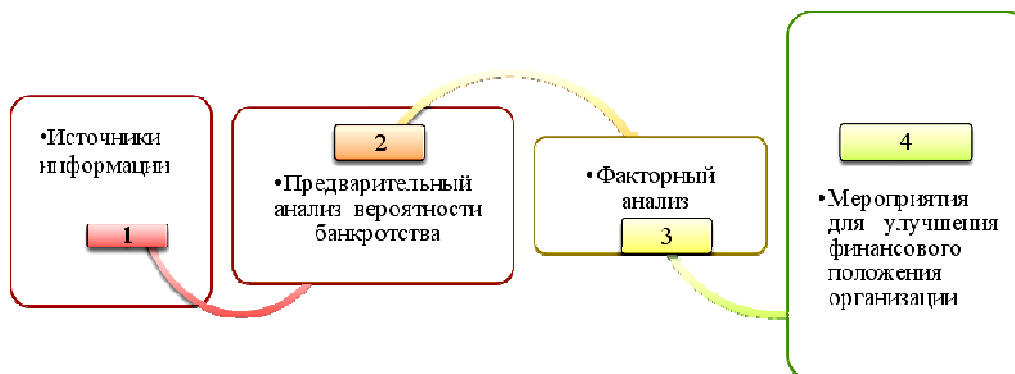 •Источники
информации
1
2
•Предварительный
анализ вероятности
банкротства
•Факторный
анализ
3
4
•Мероприятия
для улучшения
финансового
положения
организации